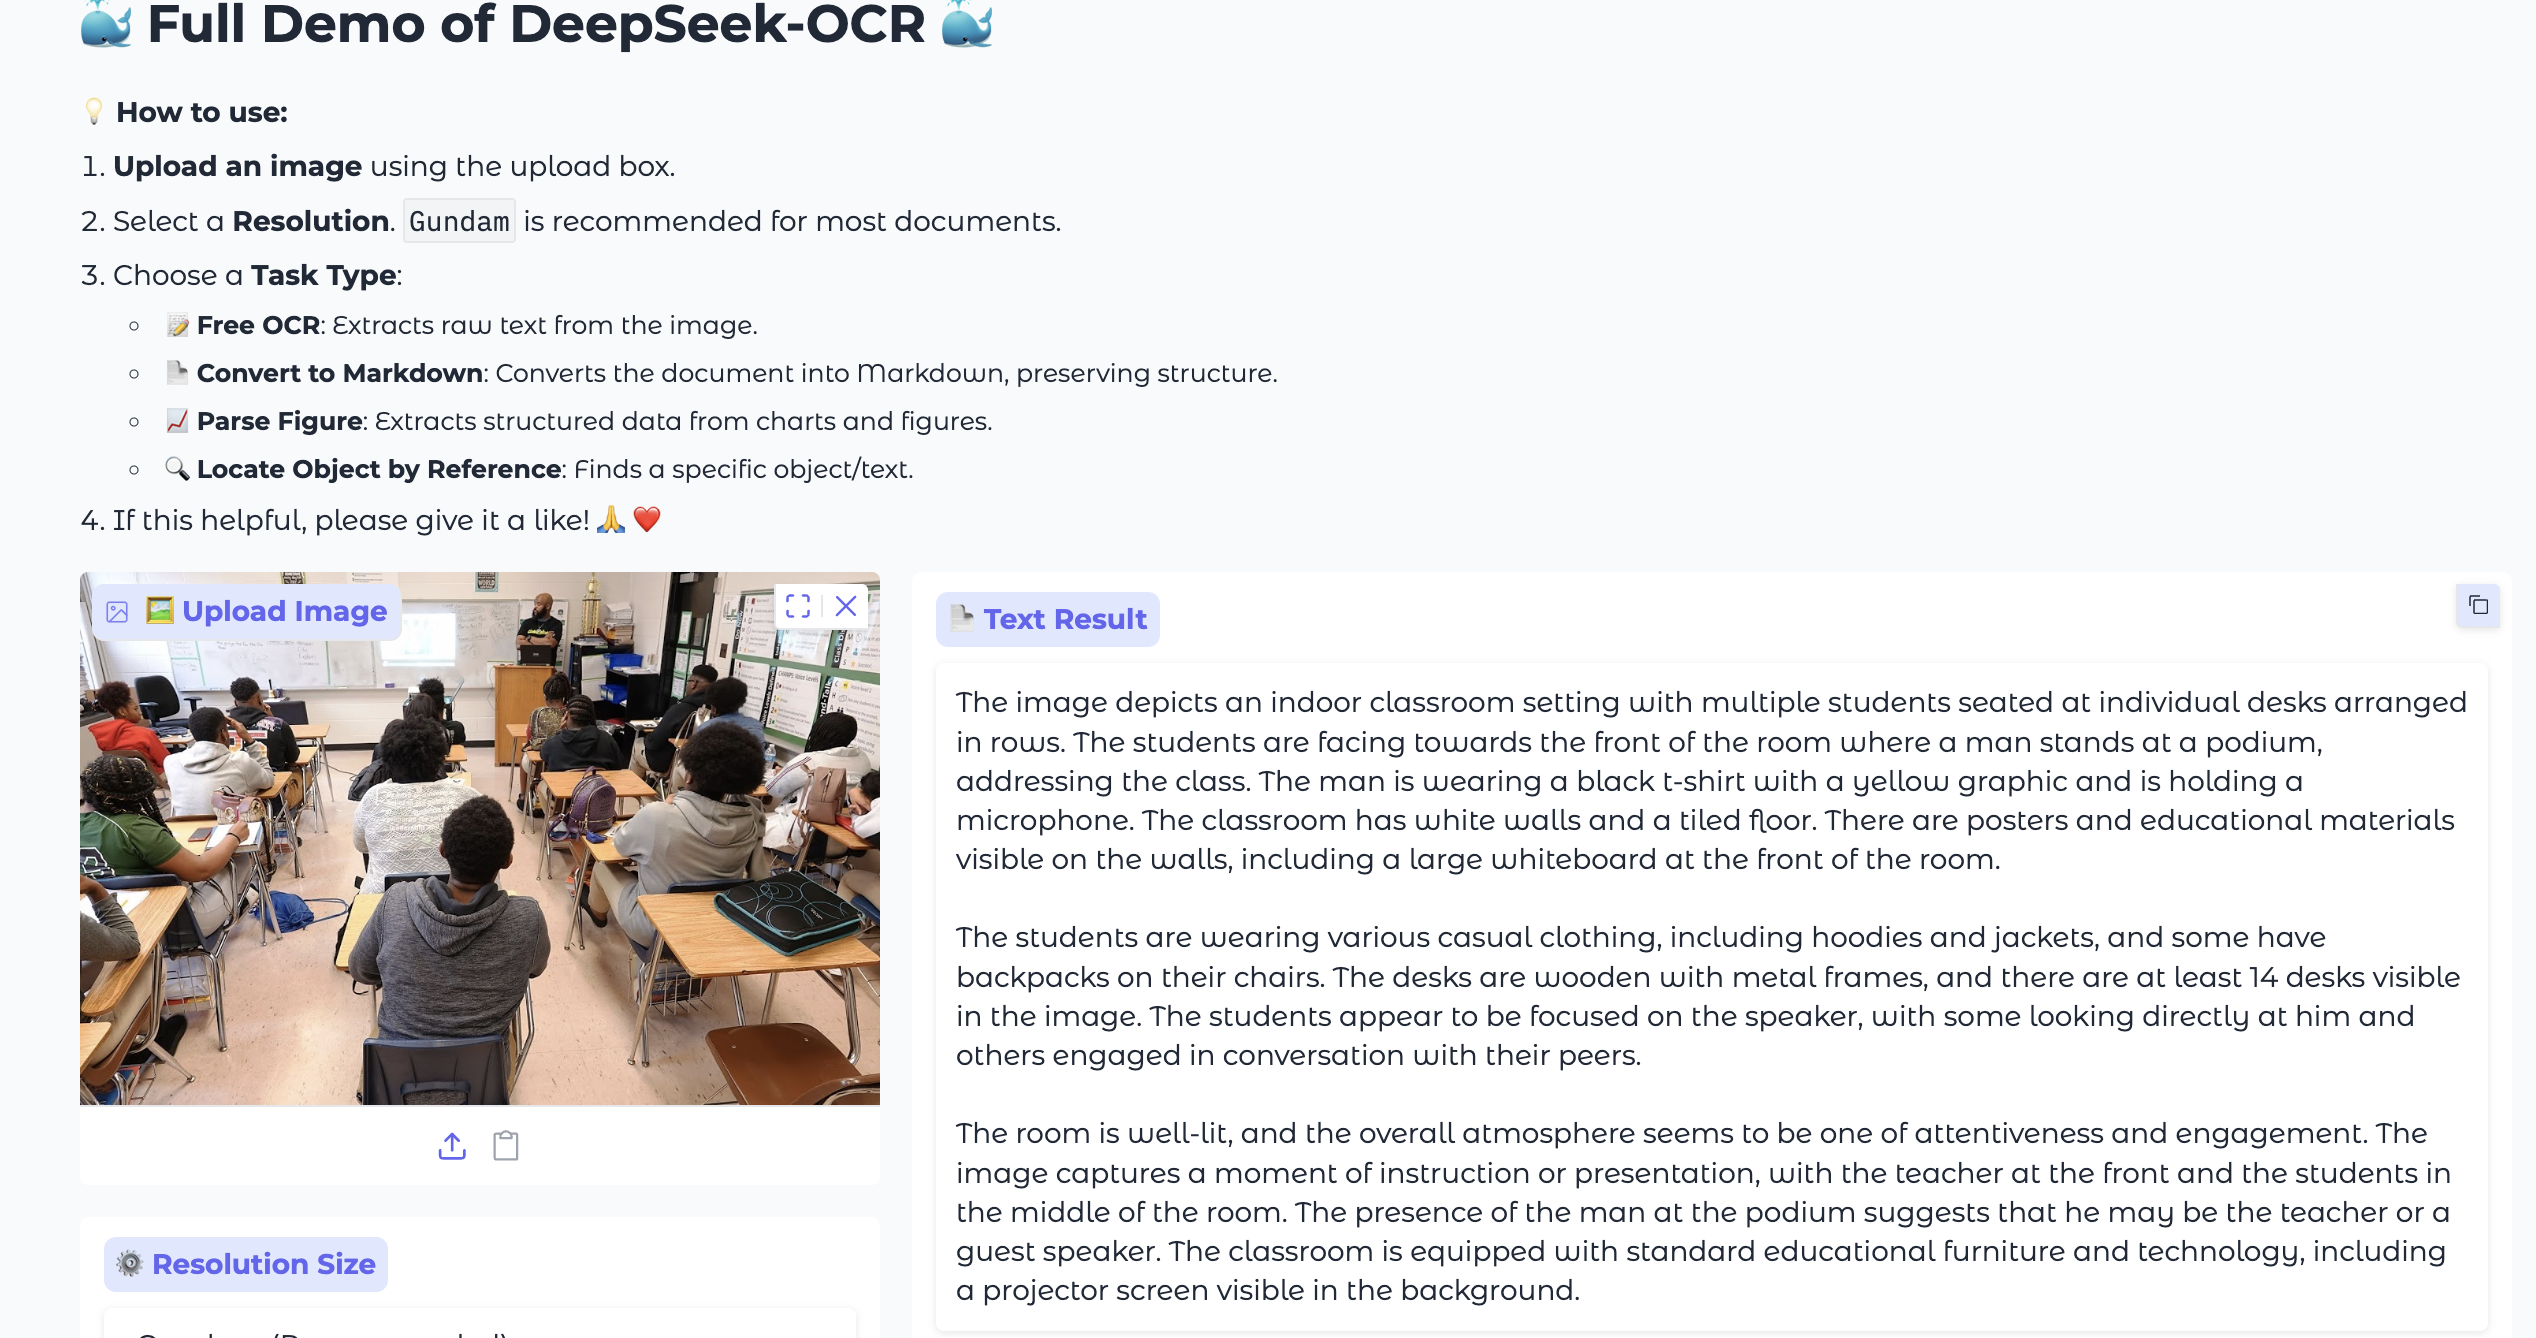 Full Demo of DeepSeek-OCR
How to use:
1. Upload an image using the upload box.
2. Select a Resolution. Gundam is recommended for most documents.
3. Choose a Task Type:
Free OCR: Extracts raw text from the image.
Convert to Markdown: Converts the document into Markdown, preserving structure.
Parse Figure: Extracts structured data from charts and figures.
Locate Object by Reference: Finds a specific object/text.
4. If this helpful, please give it a like!
Upload Image
WORLD
Resolution Size
Text Result
The image depicts an indoor classroom setting with multiple students seated at individual desks arranged
in rows. The students are facing towards the front of the room where a man stands at a podium,
addressing the class. The man is wearing a black t-shirt with a yellow graphic and is holding a
microphone. The classroom has white walls and a tiled floor. There are posters and educational materials
visible on the walls, including a large whiteboard at the front of the room.
The students are wearing various casual clothing, including hoodies and jackets, and some have
backpacks on their chairs. The desks are wooden with metal frames, and there are at least 14 desks visible
in the image. The students appear to be focused on the speaker, with some looking directly at him and
others engaged in conversation with their peers.
The room is well-lit, and the overall atmosphere seems to be one of attentiveness and engagement. The
image captures a moment of instruction or presentation, with the teacher at the front and the students in
the middle of the room. The presence of the man at the podium suggests that he may be the teacher or a
guest speaker. The classroom is equipped with standard educational furniture and technology, including
a projector screen visible in the background.